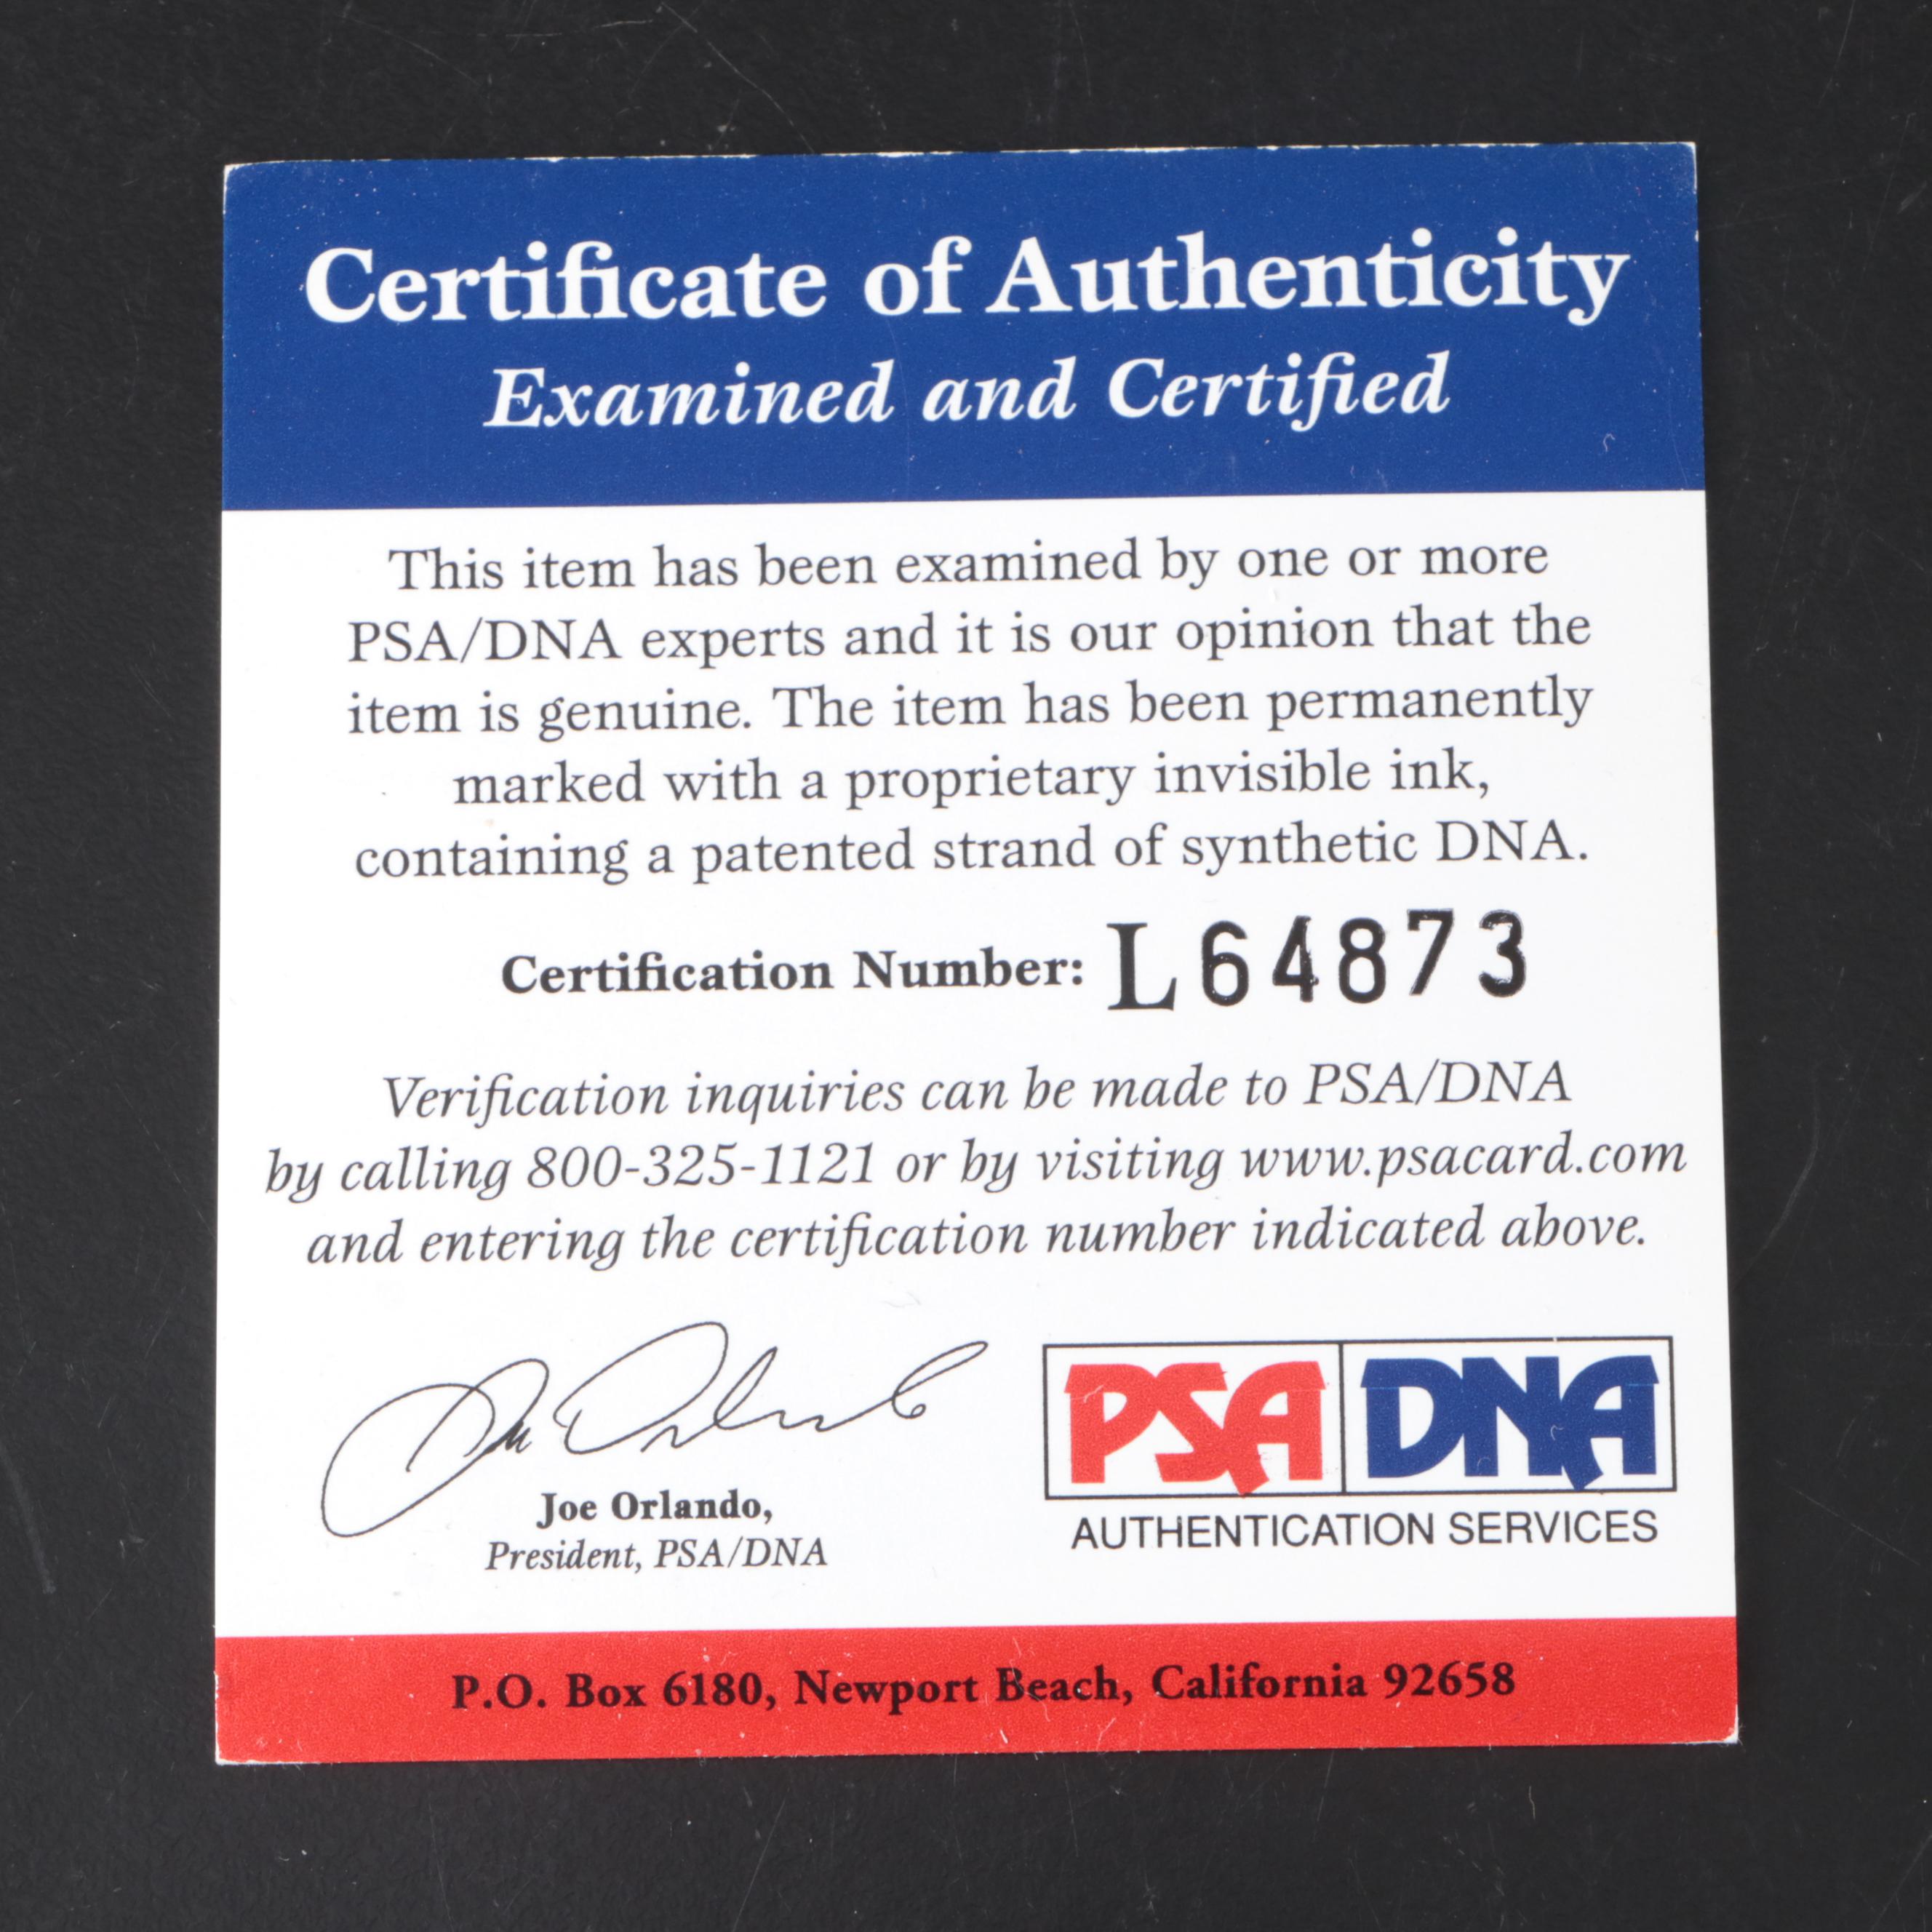 Certificate of Authenticity
Examined and Certified
This item has been examined by one or more
PSA/DNA experts and it is our opinion that the
item is genuine. The item has been permanently
marked with a proprietary invisible ink,
containing a patented strand of synthetic DNA.
Certification Number: L64873
Verification inquiries can be made to PSA/DNA
by calling 800-325-1121 or by visiting www.psacard.com
and entering the certification number indicated above.
Joe Orlando
Joe Orlando,
President, PSA/DNA
PSA DNA
AUTHENTICATION SERVICES
P.O. Box 6180, Newport Beach, California 92658